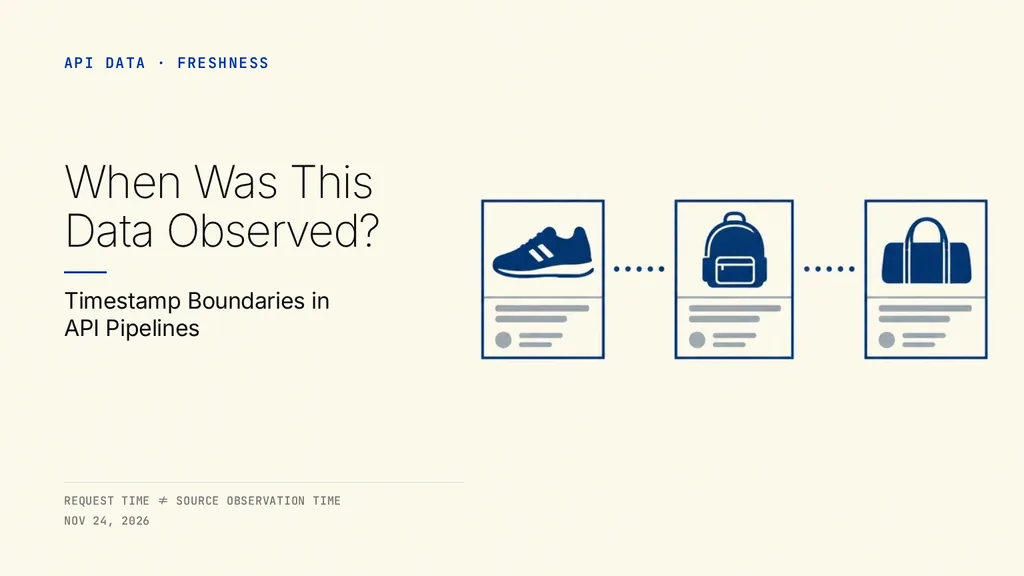 API DATA · FRESHNESS
When Was This
Data Observed?
Timestamp Boundaries in
API Pipelines
REQUEST TIME ≠ SOURCE OBSERVATION TIME
NOV 24, 2026